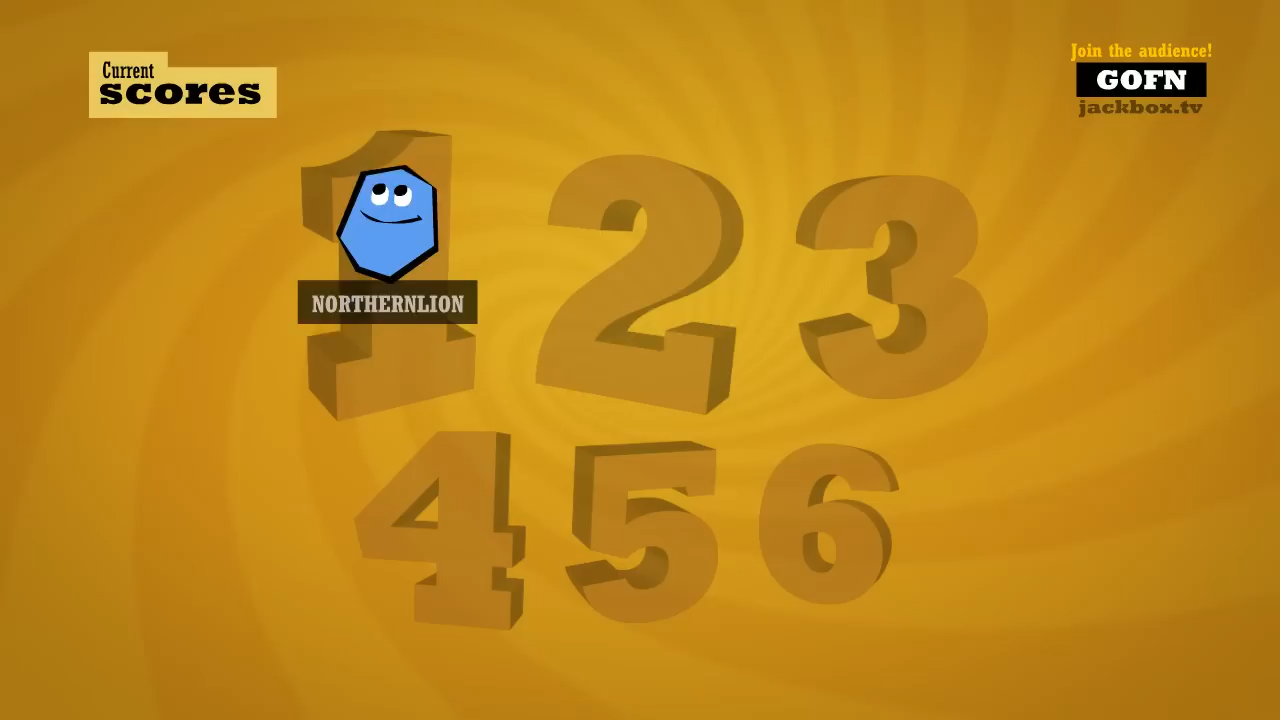 Current
scores
Join the audience!
GOFN
jackbox.tv
1 2 3
NORTHERNLION
4 5 6